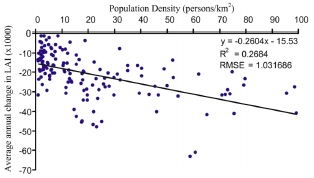 Population Density (persons/km²)
0 10 20 30 40 50 60 70 80 90 100
0
-10
-20
-30
-40
-50
-60
-70
Average annual change in LAI (x1000)
y = -0.2604x - 15.53
R² = 0.2684
RMSE = 1.031686